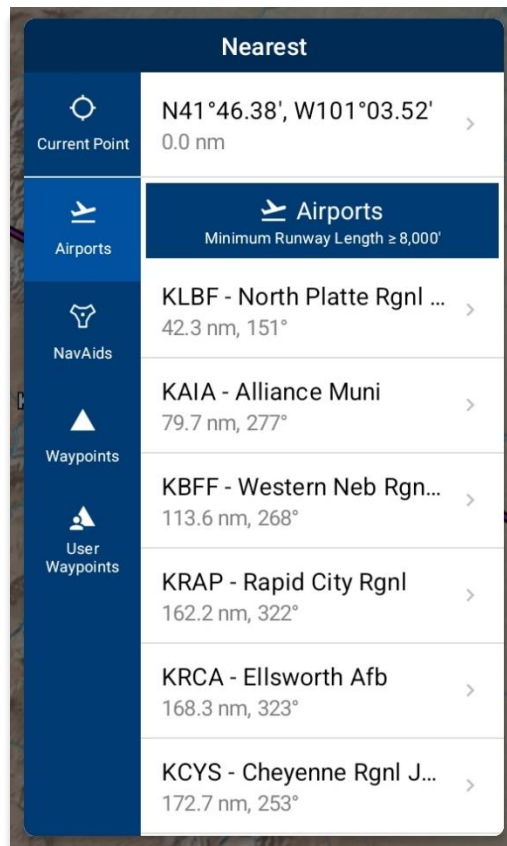 Nearest
Current Point
N41°46.38', W101°03.52'
0.0 nm
Airports
NavAids
Waypoints
User
Waypoints
Airports
Minimum Runway Length ≥ 8,000'
KLBF - North Platte Rgnl ...
42.3 nm, 151°
KAIA - Alliance Muni
79.7 nm, 277°
KBFF - Western Neb Rgn...
113.6 nm, 268°
KRAP - Rapid City Rgnl
162.2 nm, 322°
KRCA - Ellsworth Afb
168.3 nm, 323°
KCYS - Cheyenne Rgnl J...
172.7 nm, 253°